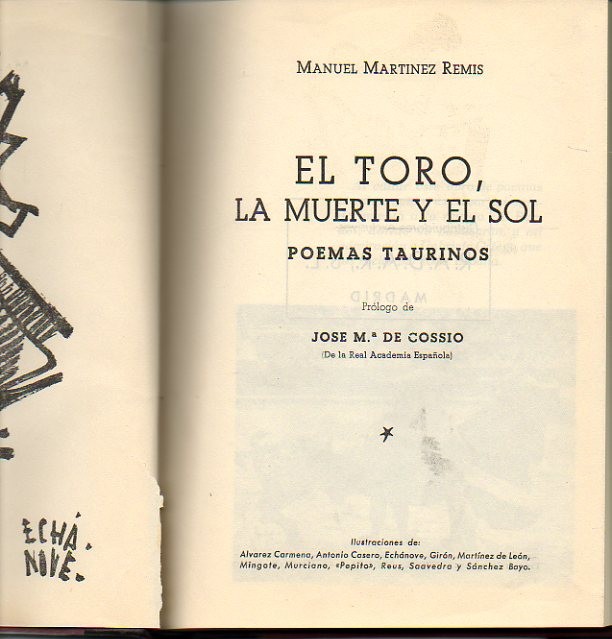 ECHÁ.
NOVE.
MANUEL MARTINEZ REMIS
EL TORO,
LA MUERTE Y EL SOL
POEMAS TAURINOS
Prólogo de
JOSE M.ª DE COSSIO
(De la Real Academia Española)
Ilustraciones de:
Alvarez Carmena, Antonio Casero, Echánove, Girón, Martínez de León,
Mingote, Murciano, «Pepito», Reus, Saavedra y Sánchez Bayo.
MADRID